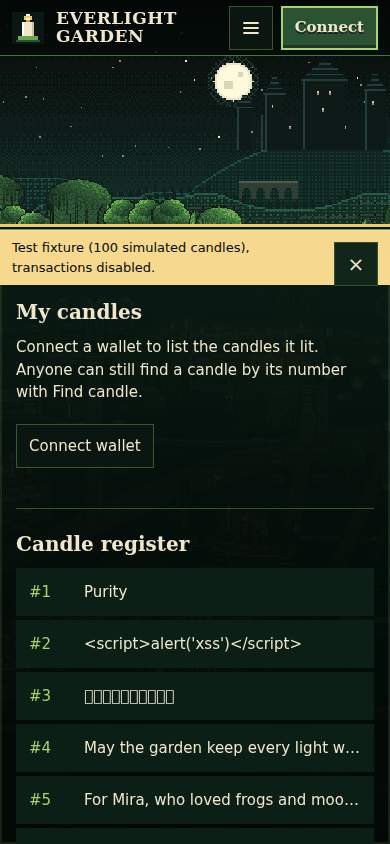 EVERLIGHT
GARDEN
Connect
Test fixture (100 simulated candles),
transactions disabled.
My candles
Connect a wallet to list the candles it lit.
Anyone can still find a candle by its number
with Find candle.
Connect wallet
Candle register
#1 Purity
#2 <script>alert('xss')</script>
#3
#4 May the garden keep every light w...
#5 For Mira, who loved frogs and moo...